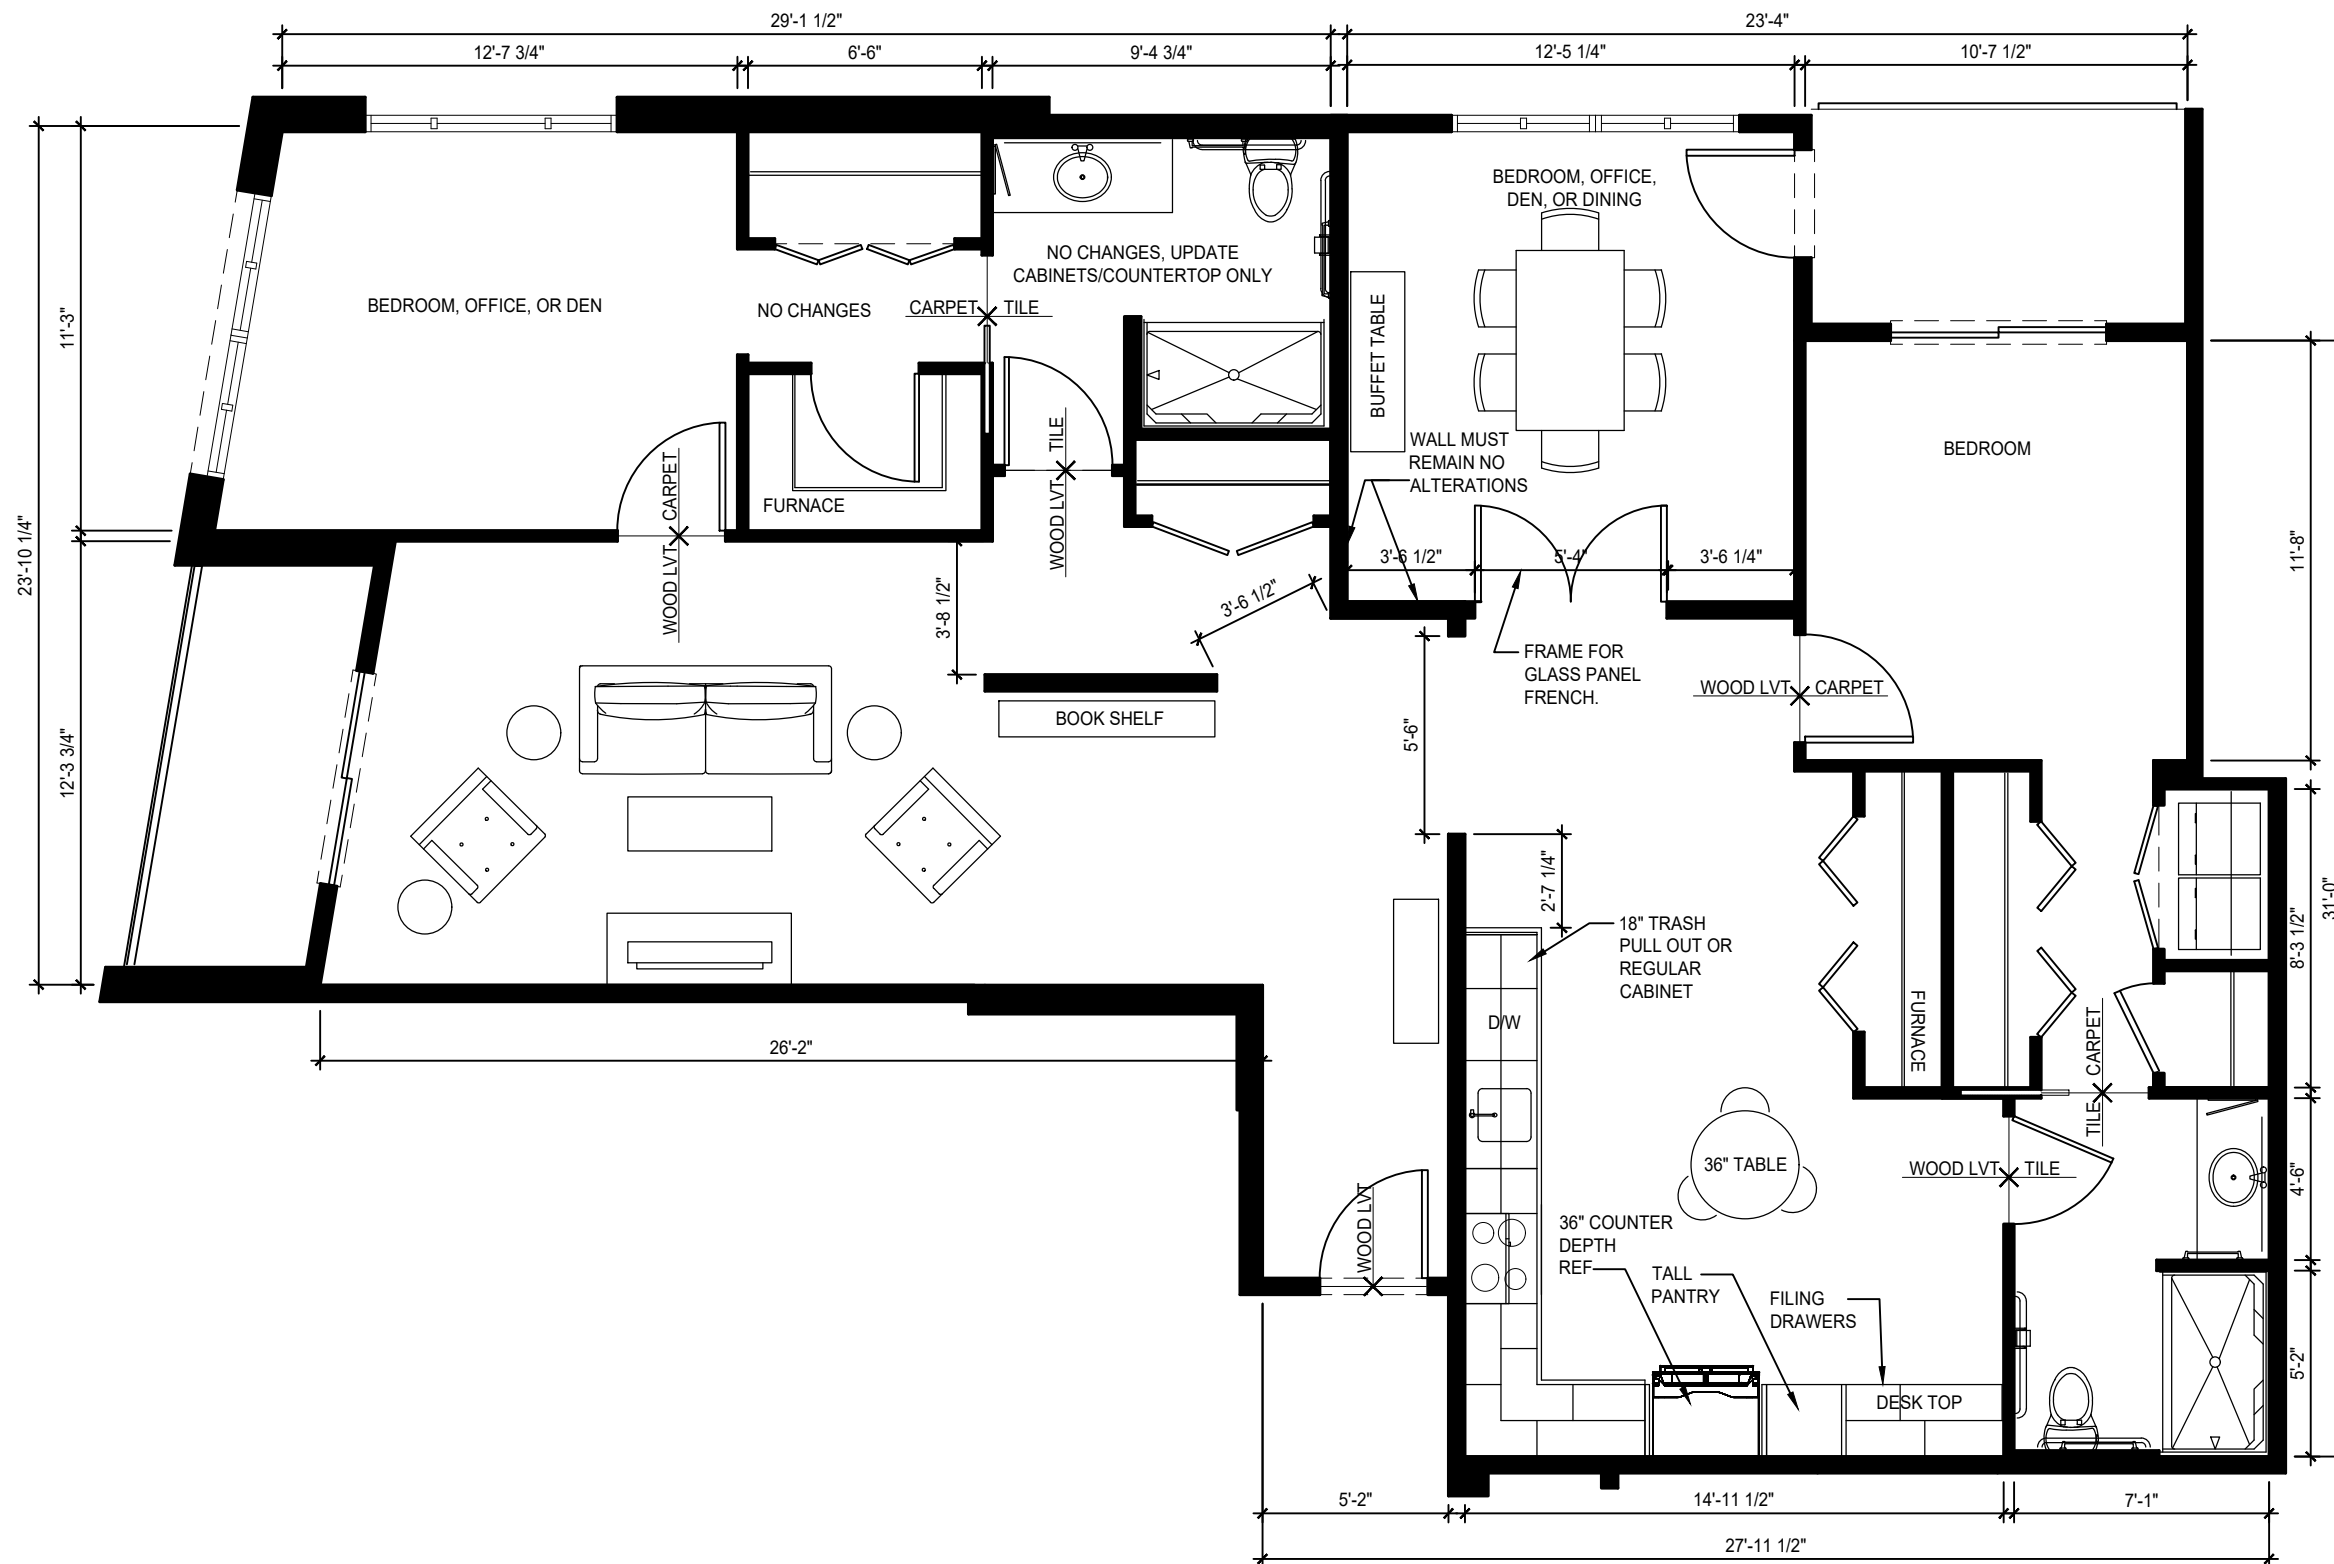 29'-1 1/2"
23'-4"
12'-7 3/4"
6'-6"
9'-4 3/4"
12'-5 1/4"
10'-7 1/2"
BEDROOM, OFFICE,
DEN, OR DINING
NO CHANGES, UPDATE
CABINETS/COUNTERTOP ONLY
BEDROOM, OFFICE, OR DEN
NO CHANGES
CARPET
TILE
11'-3"
23'-10 1/4"
12'-3 3/4"
BUFFET TABLE
WALL MUST
REMAIN NO
ALTERATIONS
BEDROOM
FURNACE
WOOD LVT
CARPET
WOOD LVT
TILE
3'-8 1/2"
3'-6 1/2"
3'-6 1/2"
5'-4"
3'-6 1/4"
11'-8"
FRAME FOR
GLASS PANEL
FRENCH.
WOOD LVT
CARPET
BOOK SHELF
5'-6"
2'-7 1/4"
18" TRASH
PULL OUT OR
REGULAR
CABINET
D/W
FURNACE
8'-3 1/2"
31'-0"
CARPET
TILE
26'-2"
36" TABLE
WOOD LVT
TILE
4'-6"
WOOD LVT
36" COUNTER
DEPTH
REF
TALL
PANTRY
FILING
DRAWERS
DESK TOP
5'-2"
5'-2"
14'-11 1/2"
7'-1"
27'-11 1/2"